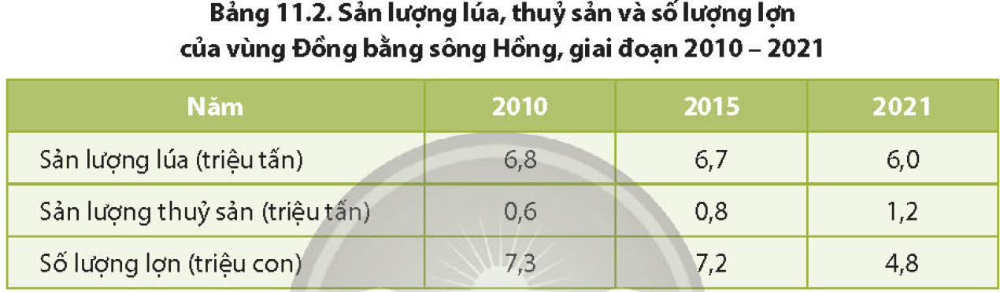 Bảng 11.2. Sản lượng lúa, thuỷ sản và số lượng lợn
của vùng Đồng bằng sông Hồng, giai đoạn 2010 – 2021
Năm 2010 2015 2021
Sản lượng lúa (triệu tấn) 6,8 6,7 6,0
Sản lượng thuỷ sản (triệu tấn) 0,6 0,8 1,2
Số lượng lợn (triệu con) 7,3 7,2 4,8